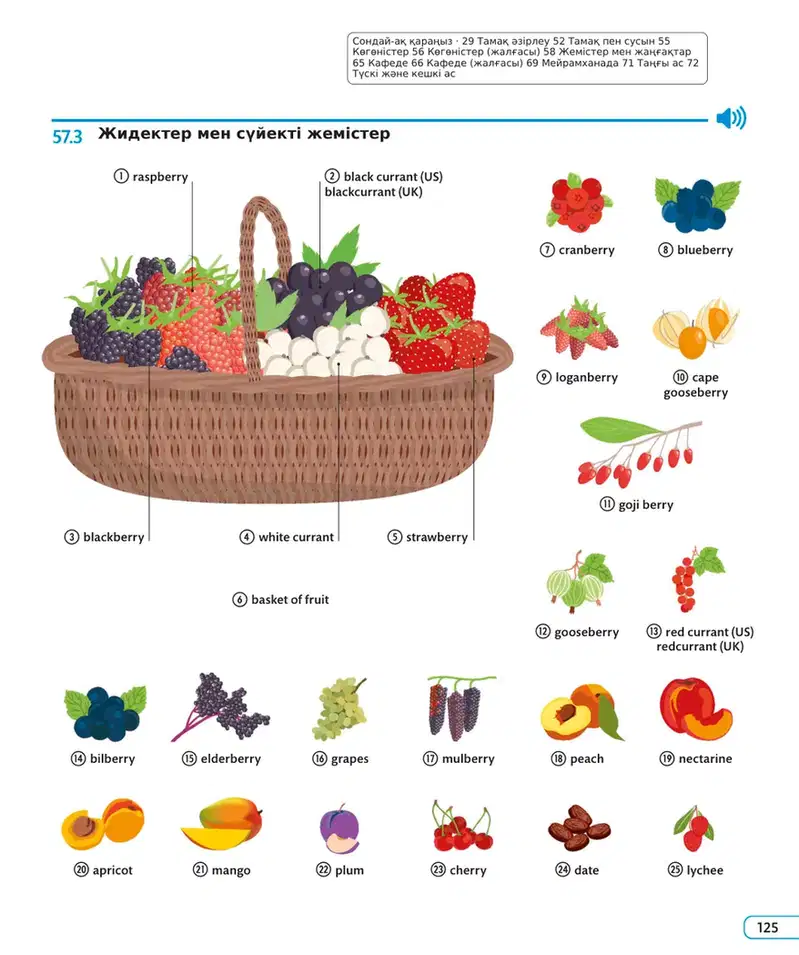 Сондай-ақ қараңыз · 29 Тамақ әзірлеу 52 Тамақ пен сусын 55
Көгөністер 56 Көгөністер (жалғасы) 58 Жемістер мен жаңғақтар
65 Кафеде 66 Кафеде (жалғасы) 69 Мейрамханада 71 Таңғы ас 72
Түскі және кешкі ас
57.3 Жидектер мен сүйекті жемістер
1 raspberry
2 black currant (US)
blackcurrant (UK)
7 cranberry
8 blueberry
9 loganberry
10 cape
gooseberry
11 goji berry
3 blackberry
4 white currant
5 strawberry
6 basket of fruit
12 gooseberry
13 red currant (US)
redcurrant (UK)
14 bilberry
15 elderberry
16 grapes
17 mulberry
18 peach
19 nectarine
20 apricot
21 mango
22 plum
23 cherry
24 date
25 lychee
125